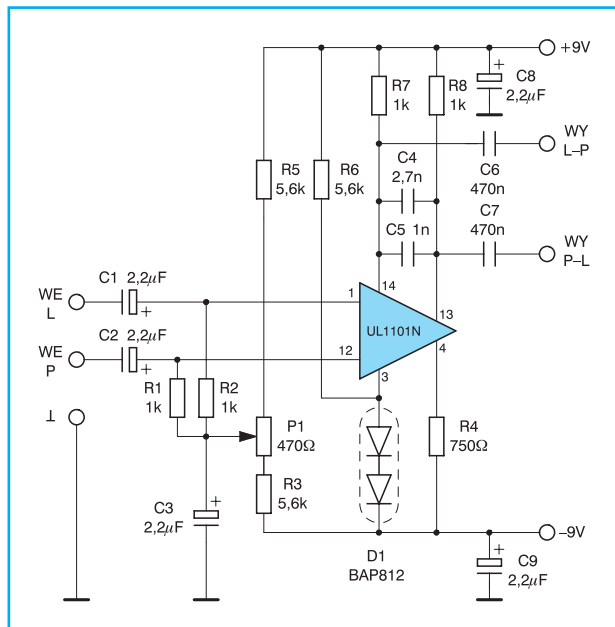 +9V
R7
1k
R8
1k
+
C8
2,2µF
WY
L–P
R5
5,6k
R6
5,6k
C4
2,7n
C6
470n
C5 1n
C7
470n
WY
P–L
C1 2,2µF
WE
L
+
1
14
13
UL1101N
C2 2,2µF
WE
P
+
12
4
3
R1
1k
R2
1k
P1
470Ω
R4
750Ω
⊥
R3
5,6k
C3
2,2µF
+
–9V
D1
BAP812
+
C9
2,2µF